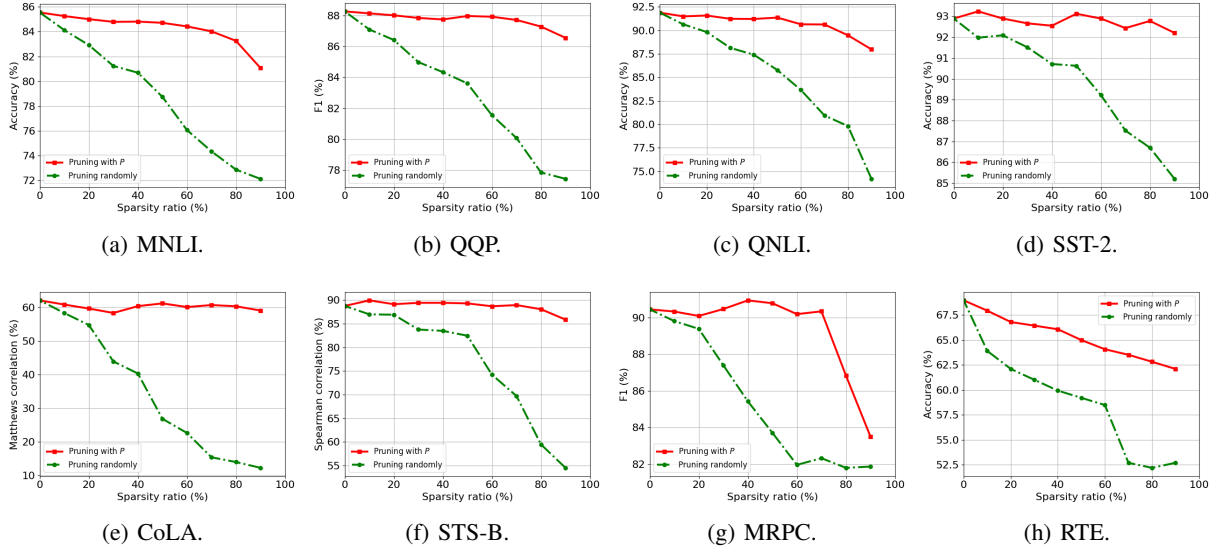 86
84
82
80
78
76
74
72
Accuracy (%)
Pruning with P
Pruning randomly
0 20 40 60 80 100
Sparsity ratio (%)
(a) MNLI.
88
86
84
82
80
78
F1 (%)
Pruning with P
Pruning randomly
0 20 40 60 80 100
Sparsity ratio (%)
(b) QQP.
92.5
90.0
87.5
85.0
82.5
80.0
77.5
75.0
Accuracy (%)
Pruning with P
Pruning randomly
0 20 40 60 80 100
Sparsity ratio (%)
(c) QNLI.
93
92
91
90
89
88
87
86
85
Accuracy (%)
Pruning with P
Pruning randomly
0 20 40 60 80 100
Sparsity ratio (%)
(d) SST-2.
60
50
40
30
20
10
Matthews correlation (%)
Pruning with P
Pruning randomly
0 20 40 60 80 100
Sparsity ratio (%)
(e) CoLA.
90
85
80
75
70
65
60
55
Spearman correlation (%)
Pruning with P
Pruning randomly
0 20 40 60 80 100
Sparsity ratio (%)
(f) STS-B.
90
88
86
84
82
F1 (%)
Pruning with P
Pruning randomly
0 20 40 60 80 100
Sparsity ratio (%)
(g) MRPC.
67.5
65.0
62.5
60.0
57.5
55.0
52.5
Accuracy (%)
Pruning with P
Pruning randomly
0 20 40 60 80 100
Sparsity ratio (%)
(h) RTE.